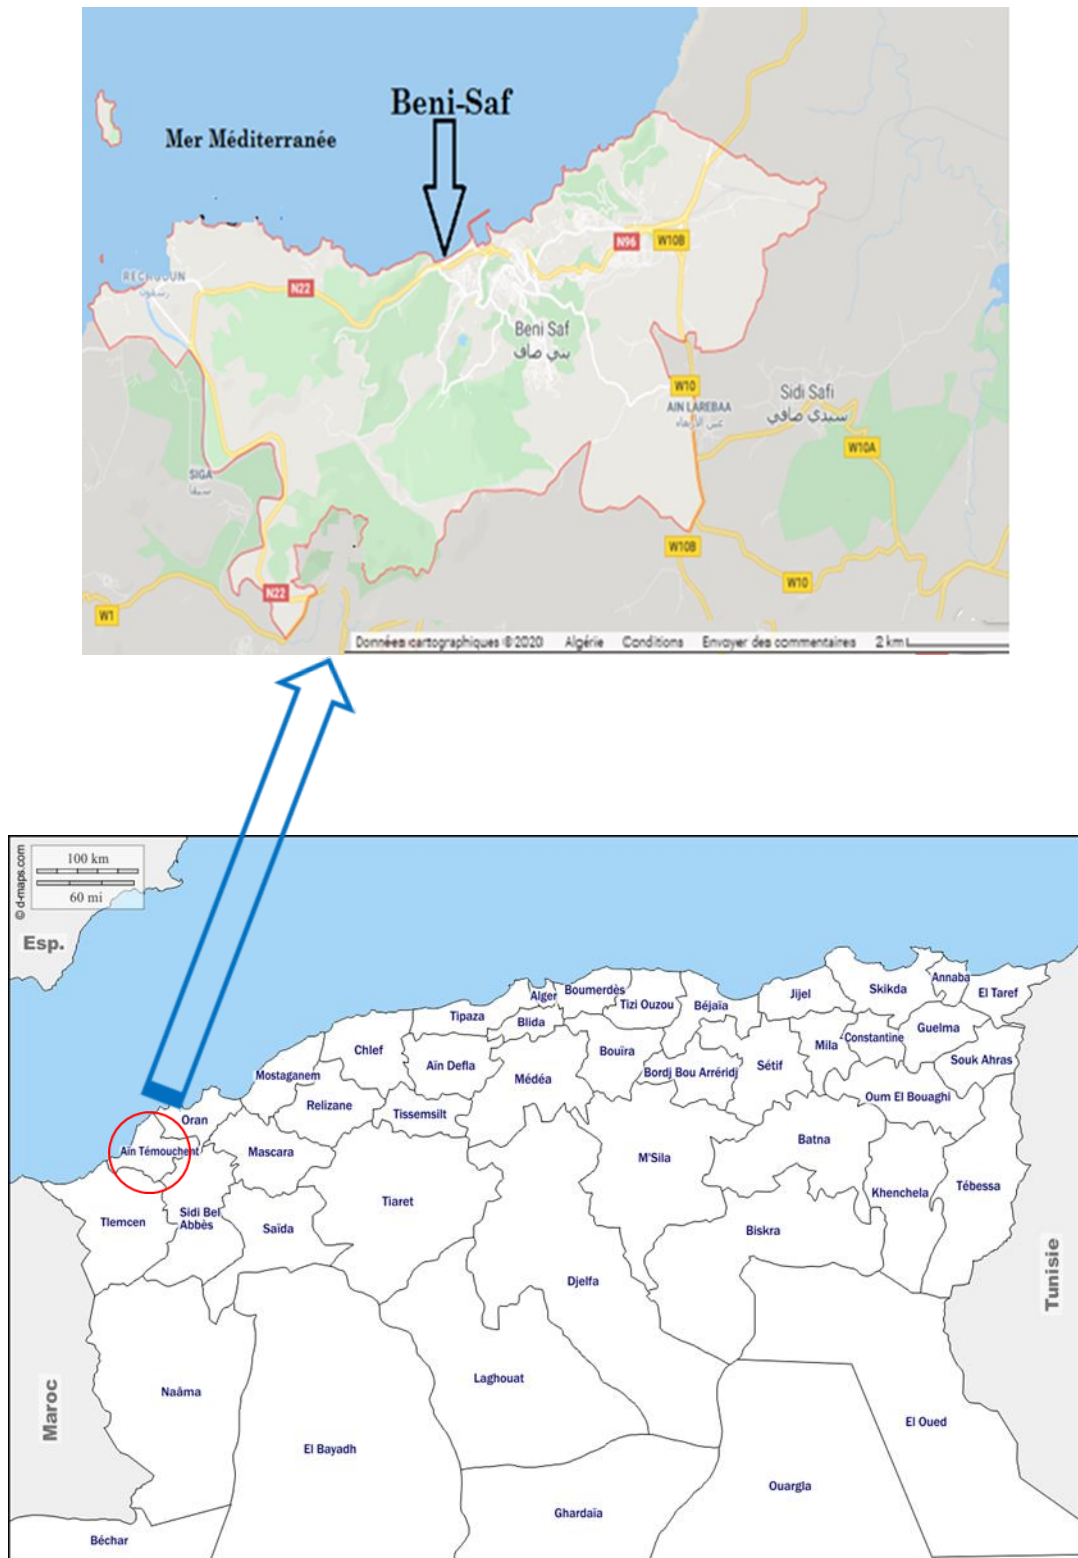 Beni-Saf
Mer Méditerranée
N96
W10B
RECHGOUN
رشقون
N22
Beni Saf
بني صاف
W10
Sidi Safi
سيدي صافي
AIN LAREBAA
عين الأربعاء
W10A
SIGA
سيقا
W10B
W10
N22
W1
Données cartographiques ©2020 Algérie Conditions Envoyer des commentaires 2 km
© d-maps.com
100 km
60 mi
Esp.
Annaba
Skikda
El Taref
Jijel
Boumerdès
Alger
Tizi Ouzou
Béjaïa
Tipaza
Blida
Guelma
Constantine
Mila
Chlef
Bouïra
Souk Ahras
Aïn Defla
Sétif
Bordj Bou Arréridj
Médéa
Mostaganem
Oum El Bouaghi
Relizane
Tissemsilt
Oran
Batna
Aïn Témouchent
Mascara
M'Sila
Tébessa
Khenchela
Tiaret
Sidi Bel
Abbès
Tlemcen
Saïda
Biskra
Tunisie
Djelfa
Laghouat
Naâma
Maroc
El Oued
El Bayadh
Ouargla
Ghardaïa
Béchar